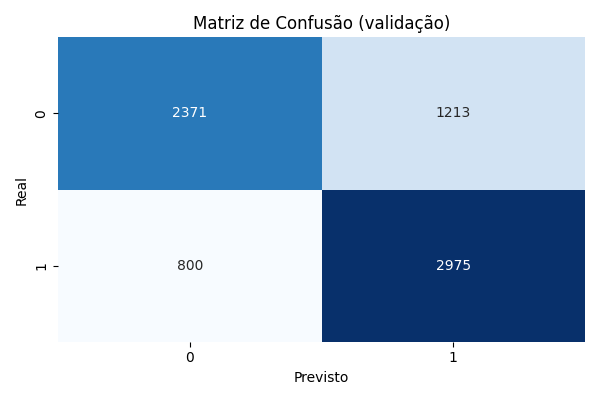 Matriz de Confusão (validação)
Real
0
2371
1213
1
800
2975
0
1
Previsto